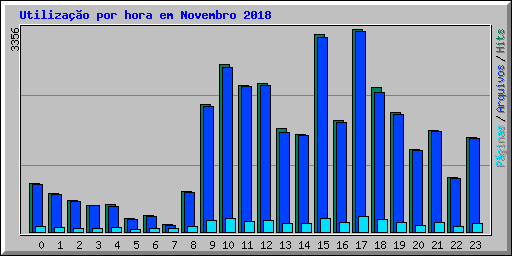 Utilização por hora em Novembro 2018
3356
Páginas / Arquivos / Hits
0 1 2 3 4 5 6 7 8 9 10 11 12 13 14 15 16 17 18 19 20 21 22 23